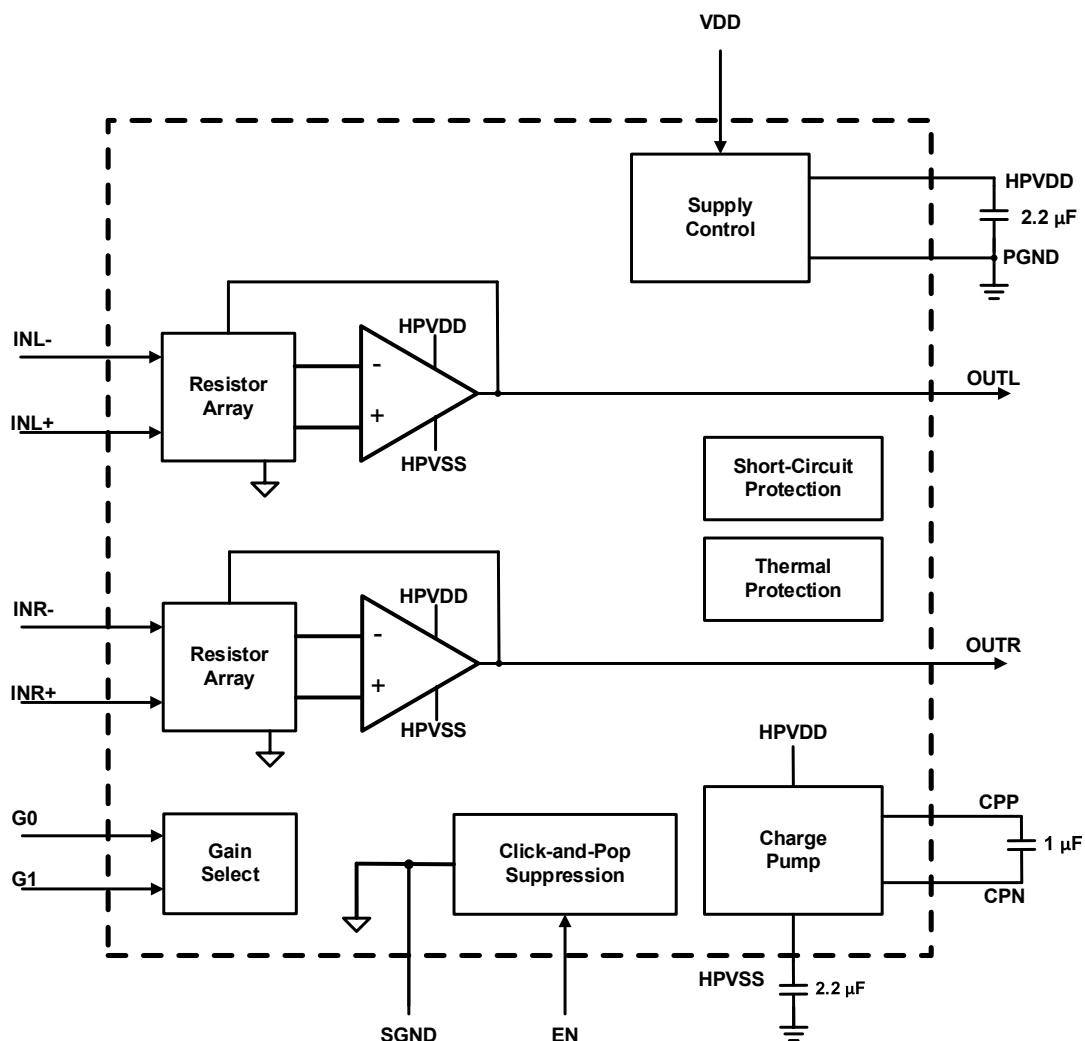 VDD
HPVDD
2.2 μF
PGND
Supply
Control
INL-
INL+
Resistor
Array
HPVDD
-
+
HPVSS
OUTL
Short-Circuit
Protection
Thermal
Protection
INR-
INR+
Resistor
Array
HPVDD
-
+
HPVSS
OUTR
HPVDD
G0
G1
Gain
Select
Click-and-Pop
Suppression
Charge
Pump
CPP
1 μF
CPN
HPVSS
2.2 μF
SGND
EN